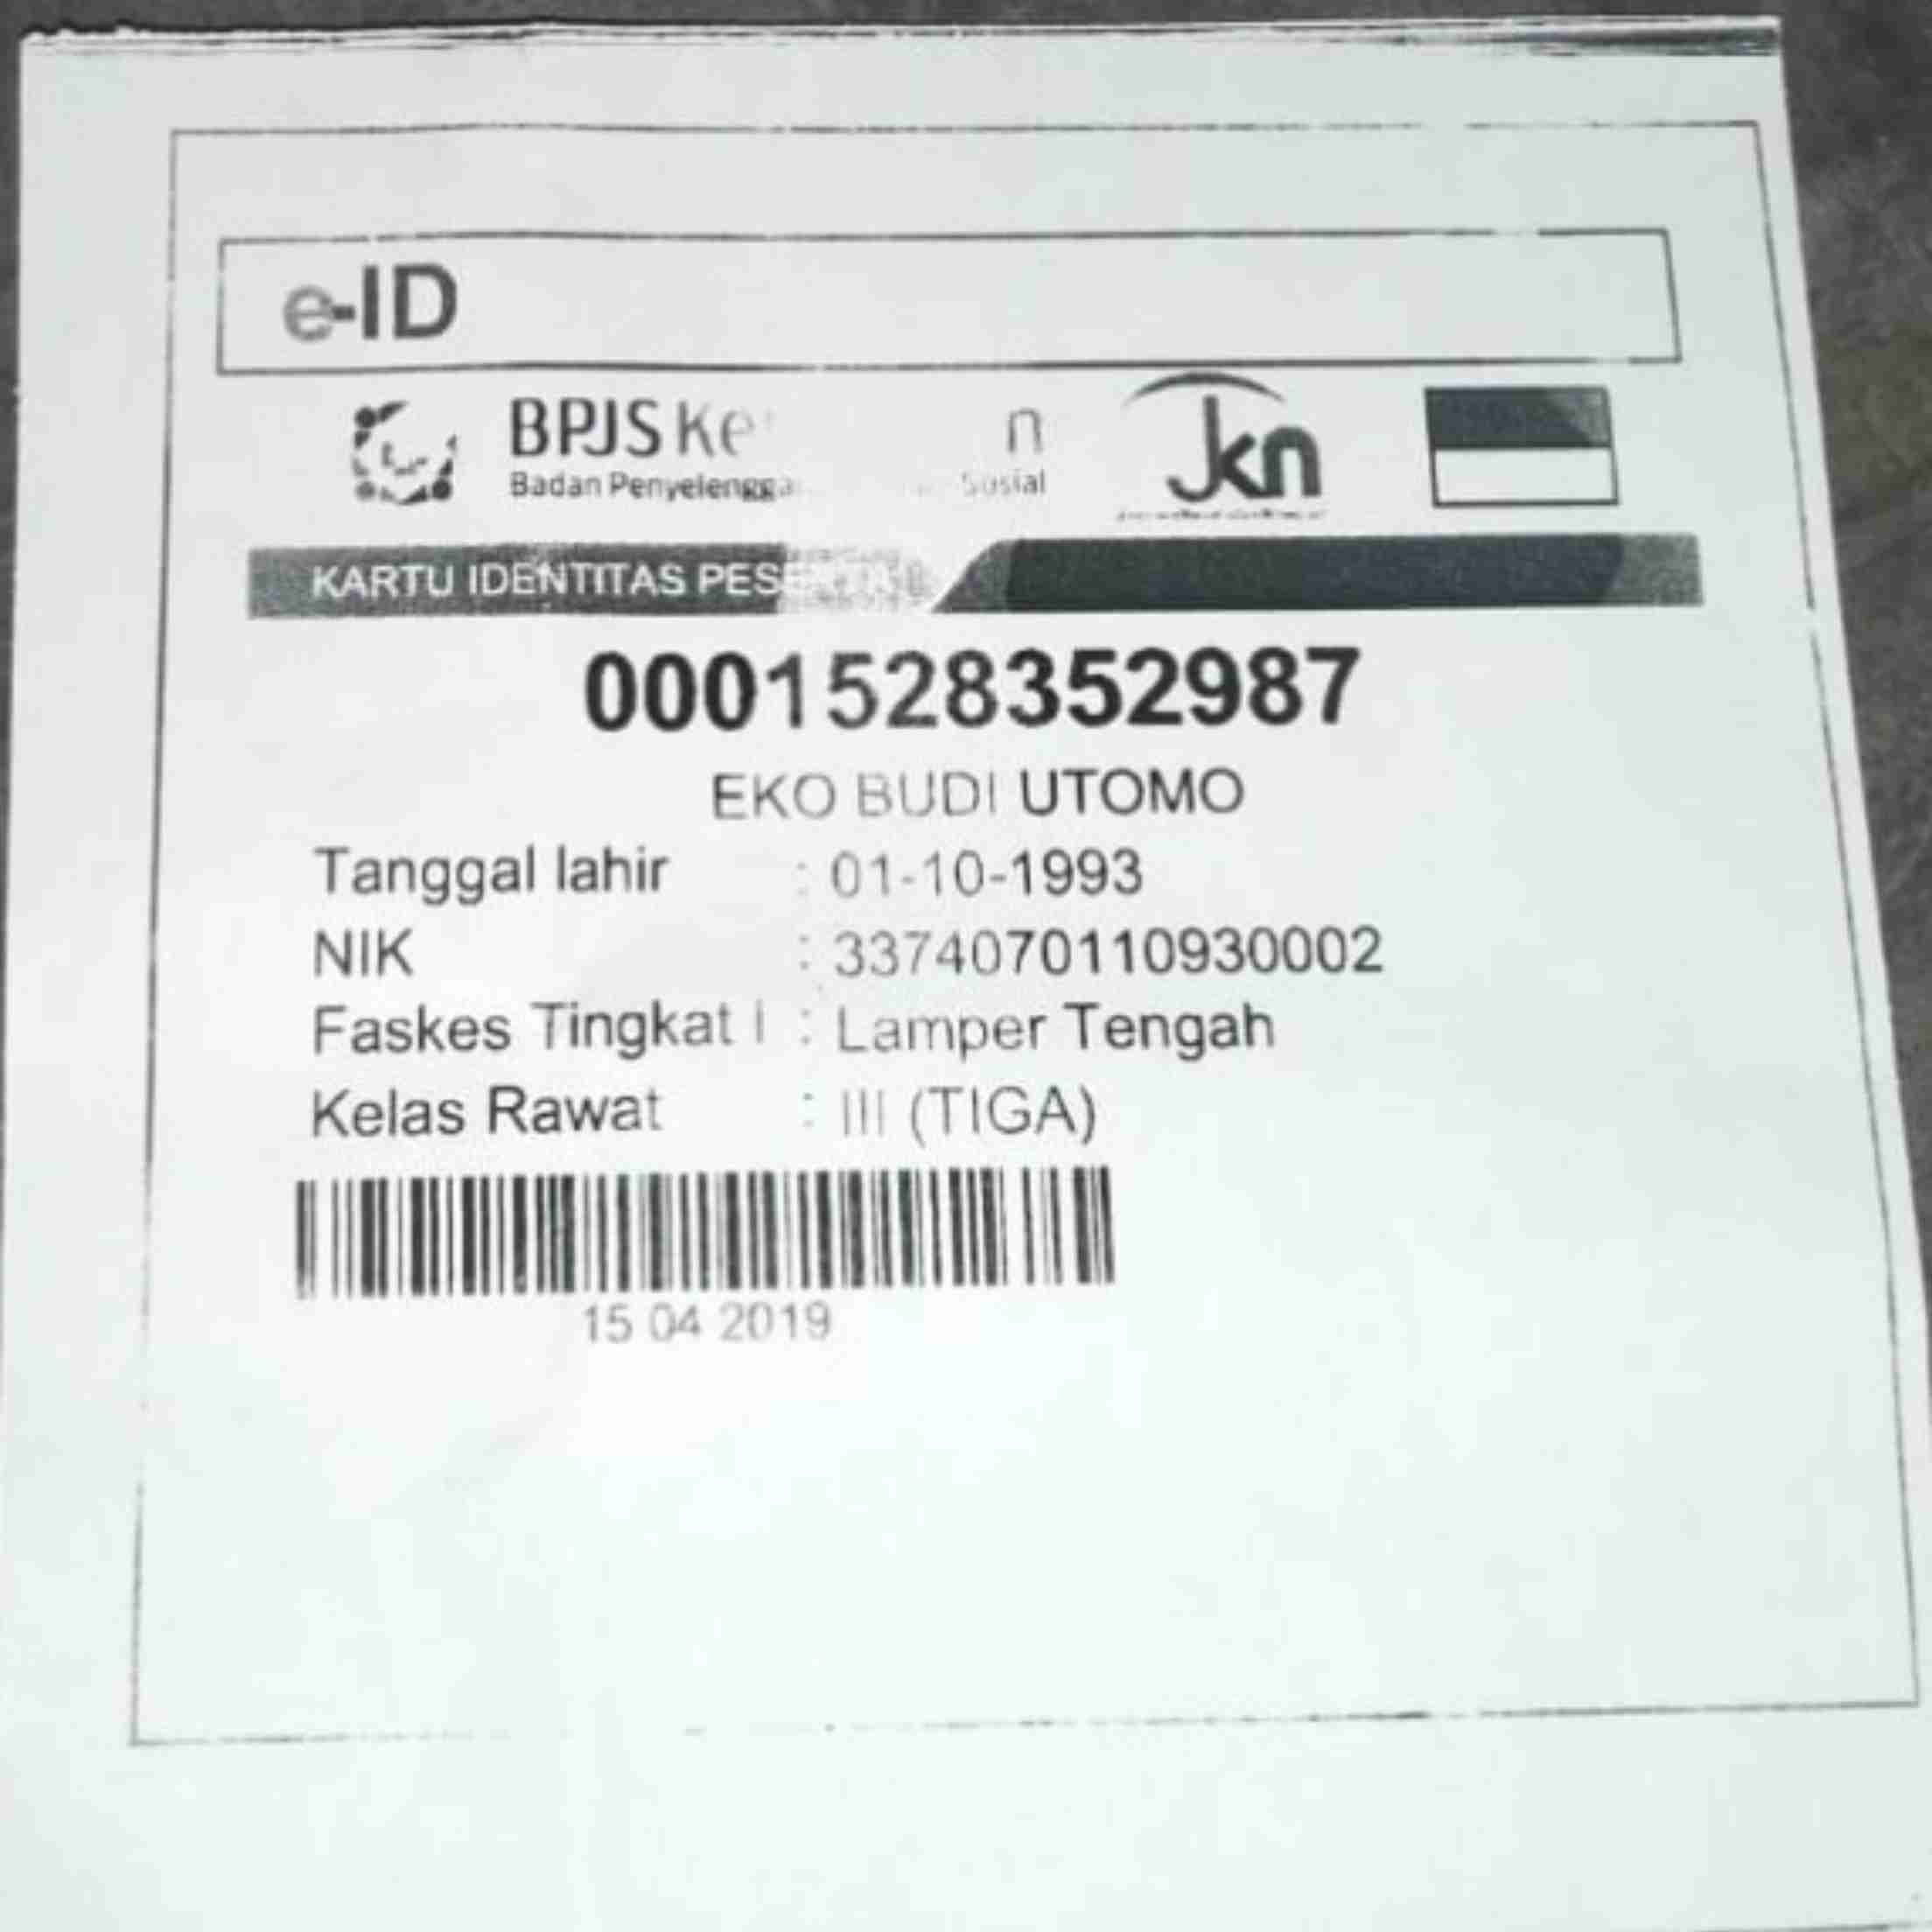 e-ID
BPJS
Badan Sosial
Jkn
KARTU IDENTITAS
0001528352987
EKO BUDI UTOMO
Tanggal lahir : 01-10-1993
NIK : 3374070110930002
Faskes Tingkat I : Lamper Tengah
Kelas Rawat : III (TIGA)
15 04 2019